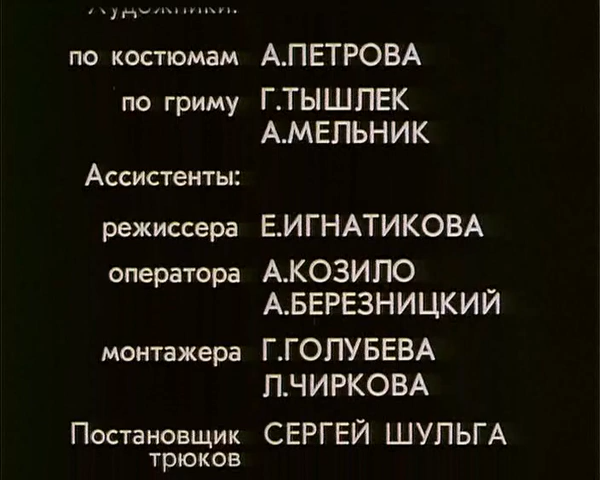 Художники:
по костюмам А.ПЕТРОВА
по гриму Г.ТЫШЛЕК
А.МЕЛЬНИК
Ассистенты:
режиссера Е.ИГНАТИКОВА
оператора А.КОЗИЛО
А.БЕРЕЗНИЦКИЙ
монтажера Г.ГОЛУБЕВА
Л.ЧИРКОВА
Постановщик СЕРГЕЙ ШУЛЬГА
трюков